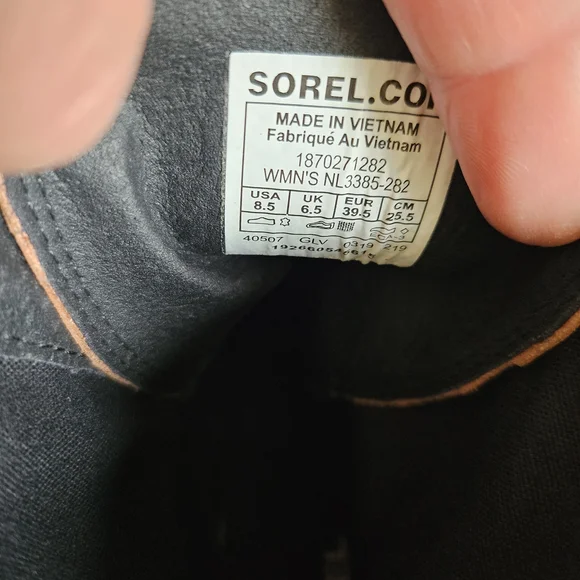 SOREL.CO
MADE IN VIETNAM
Fabriqué Au Vietnam
1870271282
WMN'S NL3385-282
USA UK EUR CM
8.5 6.5 39.5 25.5
40507 GLV 0319 219